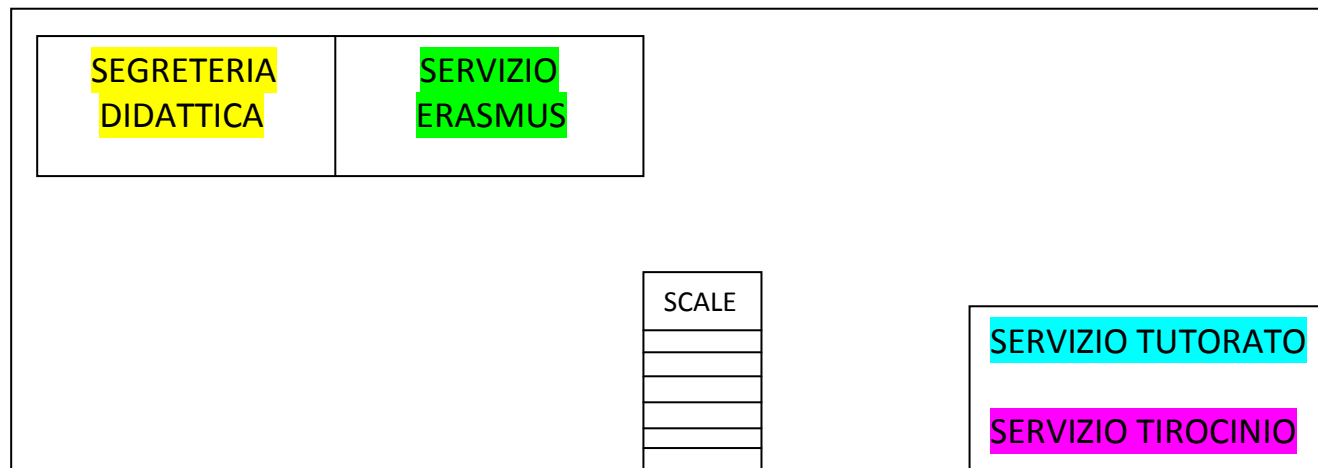 SEGRETERIA
DIDATTICA
SERVIZIO
ERASMUS
SCALE
SERVIZIO TUTORATO
SERVIZIO TIROCINIO